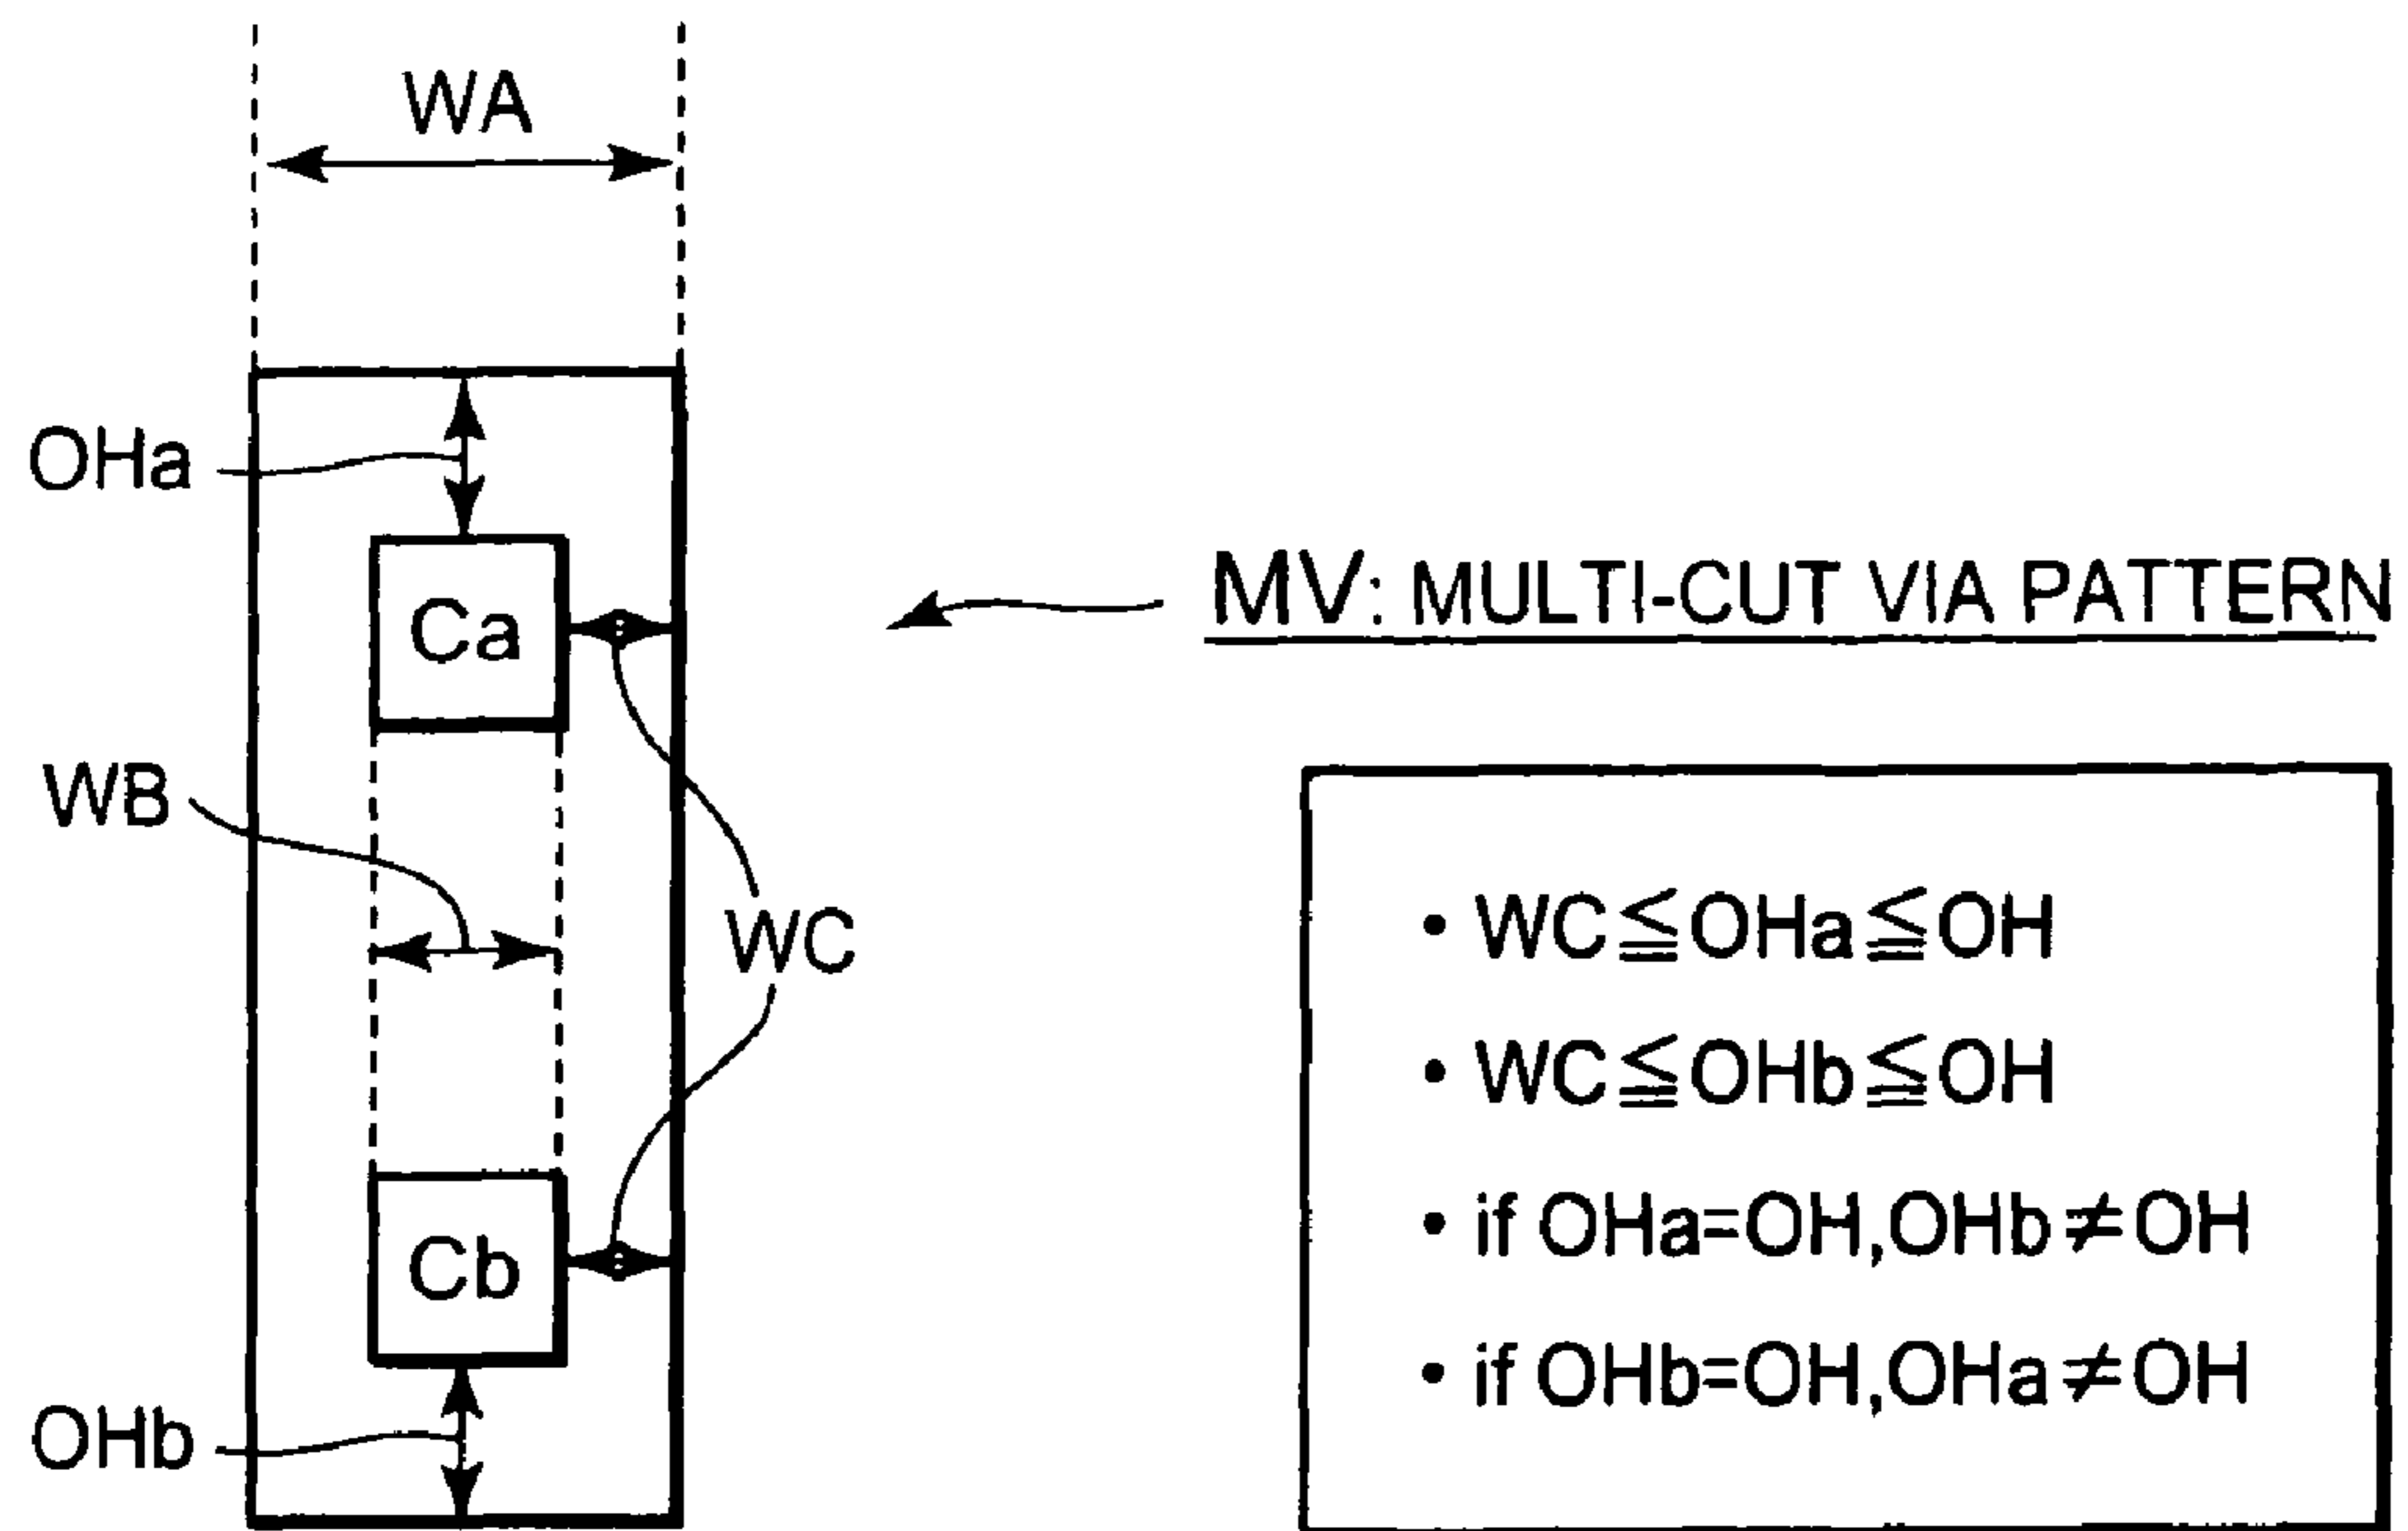 WA
OHa
Ca
MV: MULTI-CUT VIA PATTERN
WB
WC
Cb
OHb
• WC≦OHa≦OH
• WC≦OHb≦OH
• if OHa=OH,OHb≠OH
• if OHb=OH,OHa≠OH